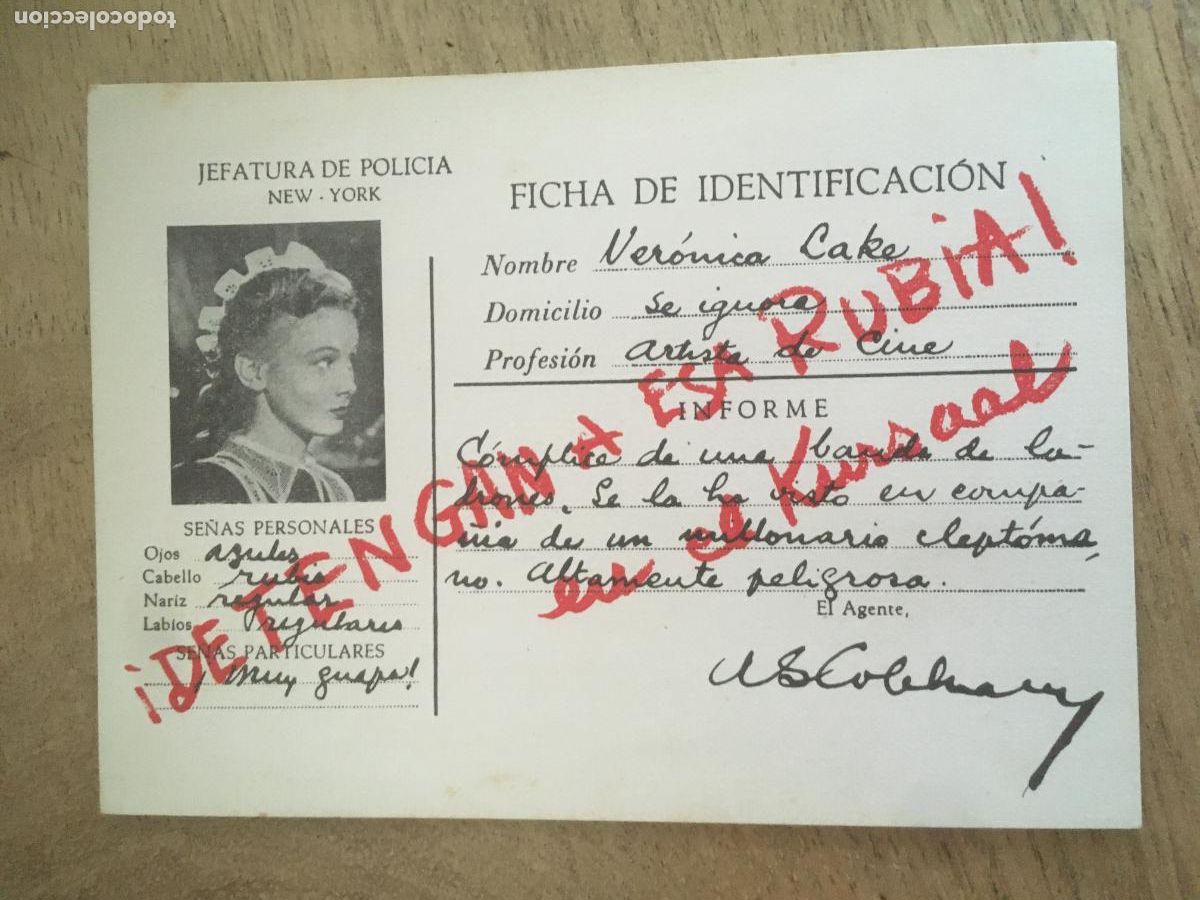 todocoleccion
JEFATURA DE POLICIA
NEW - YORK
FICHA DE IDENTIFICACIÓN
Nombre Verónica Lake
Domicilio se ignora
Profesión Artista de Cine
INFORME
Cómplice de una banda de la-
drones. Se la ha visto en compa-
ñia de un millonario cleptóma-
no. Altamente peligrosa.
El Agente,
SEÑAS PERSONALES
Ojos azules
Cabello rubio
Nariz regular
Labios regulares
SEÑAS PARTICULARES
¡Muy guapa!
¡DETENGAN A ESA RUBIA!
en el Kursaal